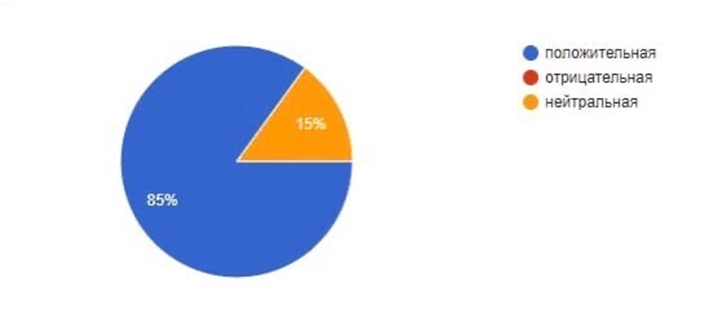 положительная
отрицательная
нейтральная
15%
85%